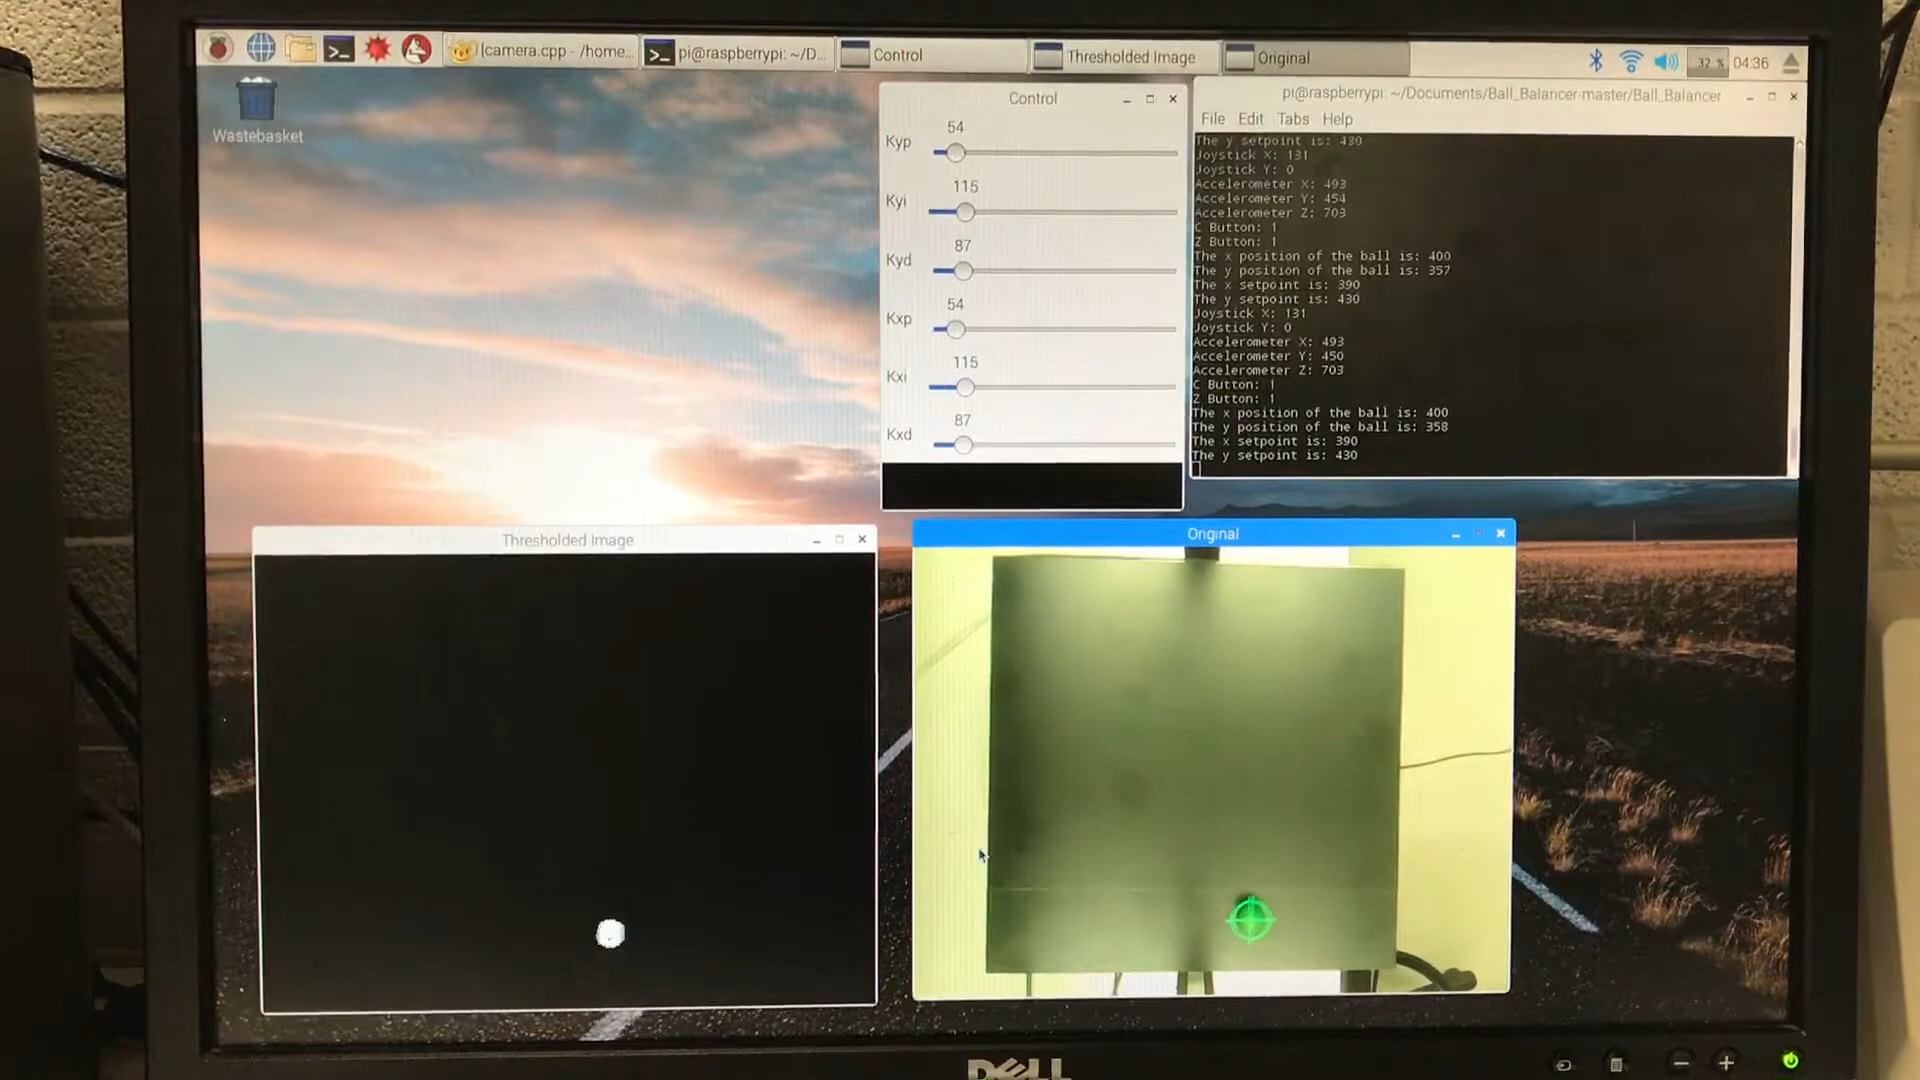 [camera.cpp - /home...
pi@raspberrypi: ~/D...
Control
Thresholded Image
Original
32 %
04:36
Wastebasket
Control
Kyp
54
Kyi
115
Kyd
87
Kxp
54
Kxi
115
Kxd
87
pi@raspberrypi: ~/Documents/Ball_Balancer-master/Ball_Balancer
File Edit Tabs Help
The y setpoint is: 430
Joystick X: 131
Joystick Y: 0
Accelerometer X: 493
Accelerometer Y: 454
Accelerometer Z: 703
C Button: 1
Z Button: 1
The x position of the ball is: 400
The y position of the ball is: 357
The x setpoint is: 390
The y setpoint is: 430
Joystick X: 131
Joystick Y: 0
Accelerometer X: 493
Accelerometer Y: 450
Accelerometer Z: 703
C Button: 1
Z Button: 1
The x position of the ball is: 400
The y position of the ball is: 358
The x setpoint is: 390
The y setpoint is: 430
Thresholded Image
Original
DELL